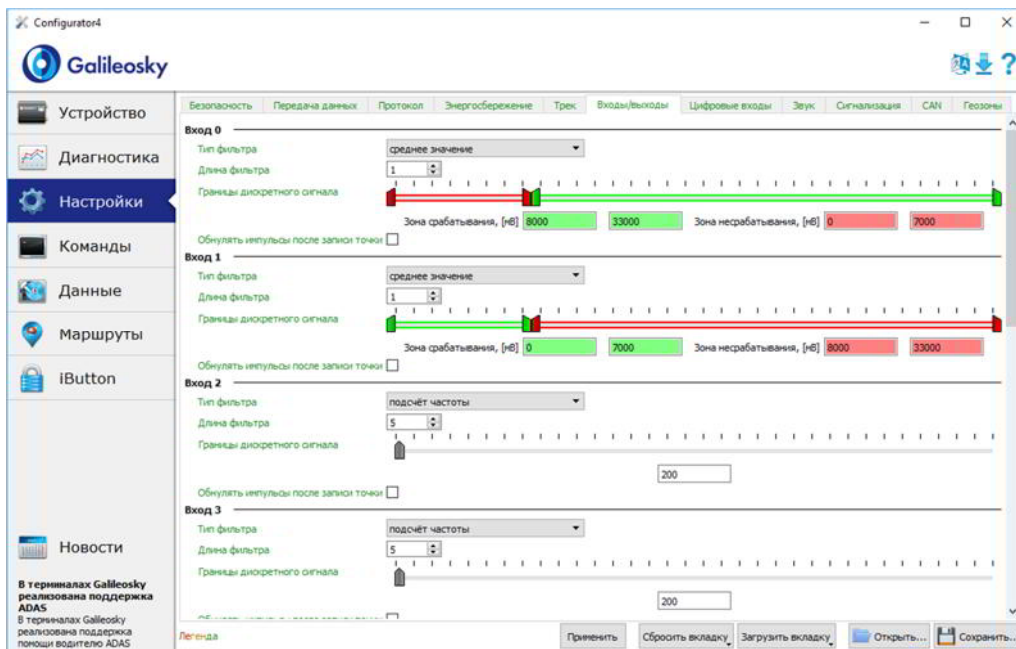 Configurator4
Galileosky
Устройство
Диагностика
Настройки
Команды
Данные
Маршруты
iButton
Новости
В терминалах Galileosky
реализована поддержка
ADAS
В терминалах Galileosky
реализована поддержка
помощи водителю ADAS
Безопасность Передача данных Протокол Энергосбережение Трек Входы/выходы Цифровые входы Звук Сигнализация CAN Геозоны
Вход 0
Тип фильтра среднее значение
Длина фильтра 1
Границы дискретного сигнала
Зона срабатывания, [мВ] 8000 33000 Зона несрабатывания, [мВ] 0 7000
Обнулять импульсы после записи точки
Вход 1
Тип фильтра среднее значение
Длина фильтра 1
Границы дискретного сигнала
Зона срабатывания, [мВ] 0 7000 Зона несрабатывания, [мВ] 8000 33000
Обнулять импульсы после записи точки
Вход 2
Тип фильтра подсчёт частоты
Длина фильтра 5
Границы дискретного сигнала
200
Обнулять импульсы после записи точки
Вход 3
Тип фильтра подсчёт частоты
Длина фильтра 5
Границы дискретного сигнала
200
Легенда Применить Сбросить вкладку Загрузить вкладку Открыть... Сохранить...